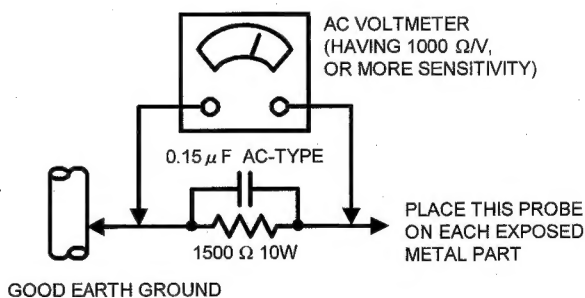 AC VOLTMETER
(HAVING 1000 Ω/V,
OR MORE SENSITIVITY)
0.15 μF AC-TYPE
1500 Ω 10W
PLACE THIS PROBE
ON EACH EXPOSED
METAL PART
GOOD EARTH GROUND